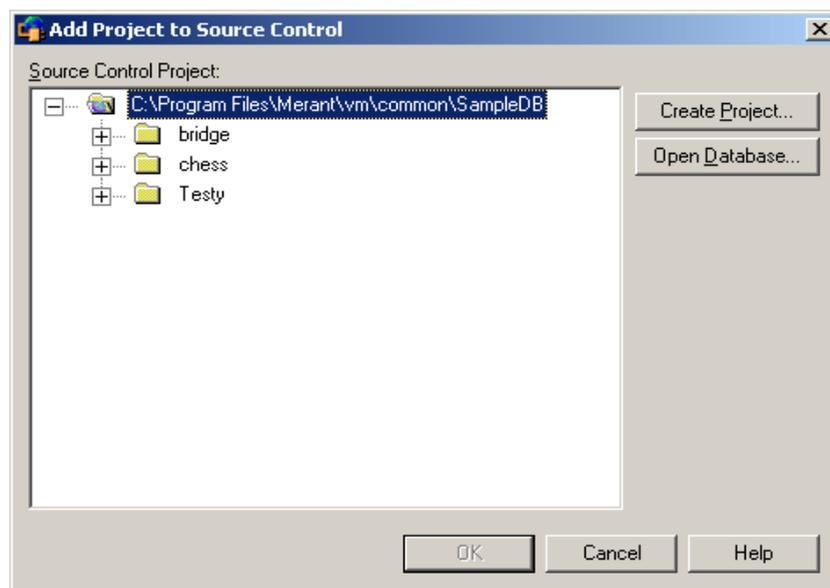 Add Project to Source Control
Source Control Project:
C:\Program Files\Merant\vm\common\SampleDB
Create Project...
bridge
Open Database...
chess
Testy
OK
Cancel
Help